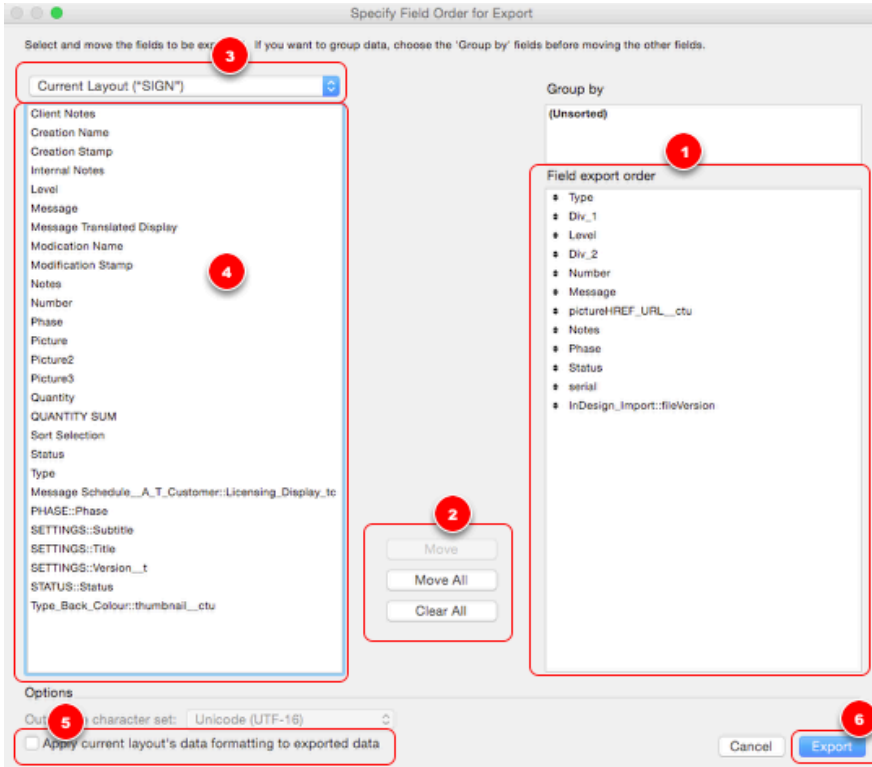 Specify Field Order for Export
Select and move the fields to be exp If you want to group data, choose the 'Group by' fields before moving the other fields.
3
Current Layout ("SIGN")
Client Notes
Creation Name
Creation Stamp
Internal Notes
Level
Message
Message Translated Display
Modication Name
Modification Stamp
Notes
Number
Phase
Picture
Picture2
Picture3
Quantity
QUANTITY SUM
Sort Selection
Status
Type
Message Schedule__A_T_Customer::Licensing_Display_tc
PHASE::Phase
SETTINGS::Subtitle
SETTINGS::Title
SETTINGS::Version__t
STATUS::Status
Type_Back_Colour::thumbnail__ctu
4
2
Move
Move All
Clear All
Group by
(Unsorted)
1
Field export order
Type
Div_1
Level
Div_2
Number
Message
pictureHREF_URL__ctu
Notes
Phase
Status
serial
InDesign_Import::fileVersion
Options
Out character set: Unicode (UTF-16)
5
Apply current layout's data formatting to exported data
6
Cancel
Export